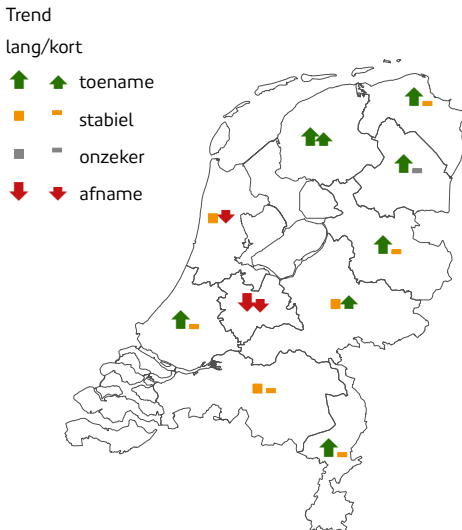 Trend
lang/kort
toename
stabiel
onzeker
afname